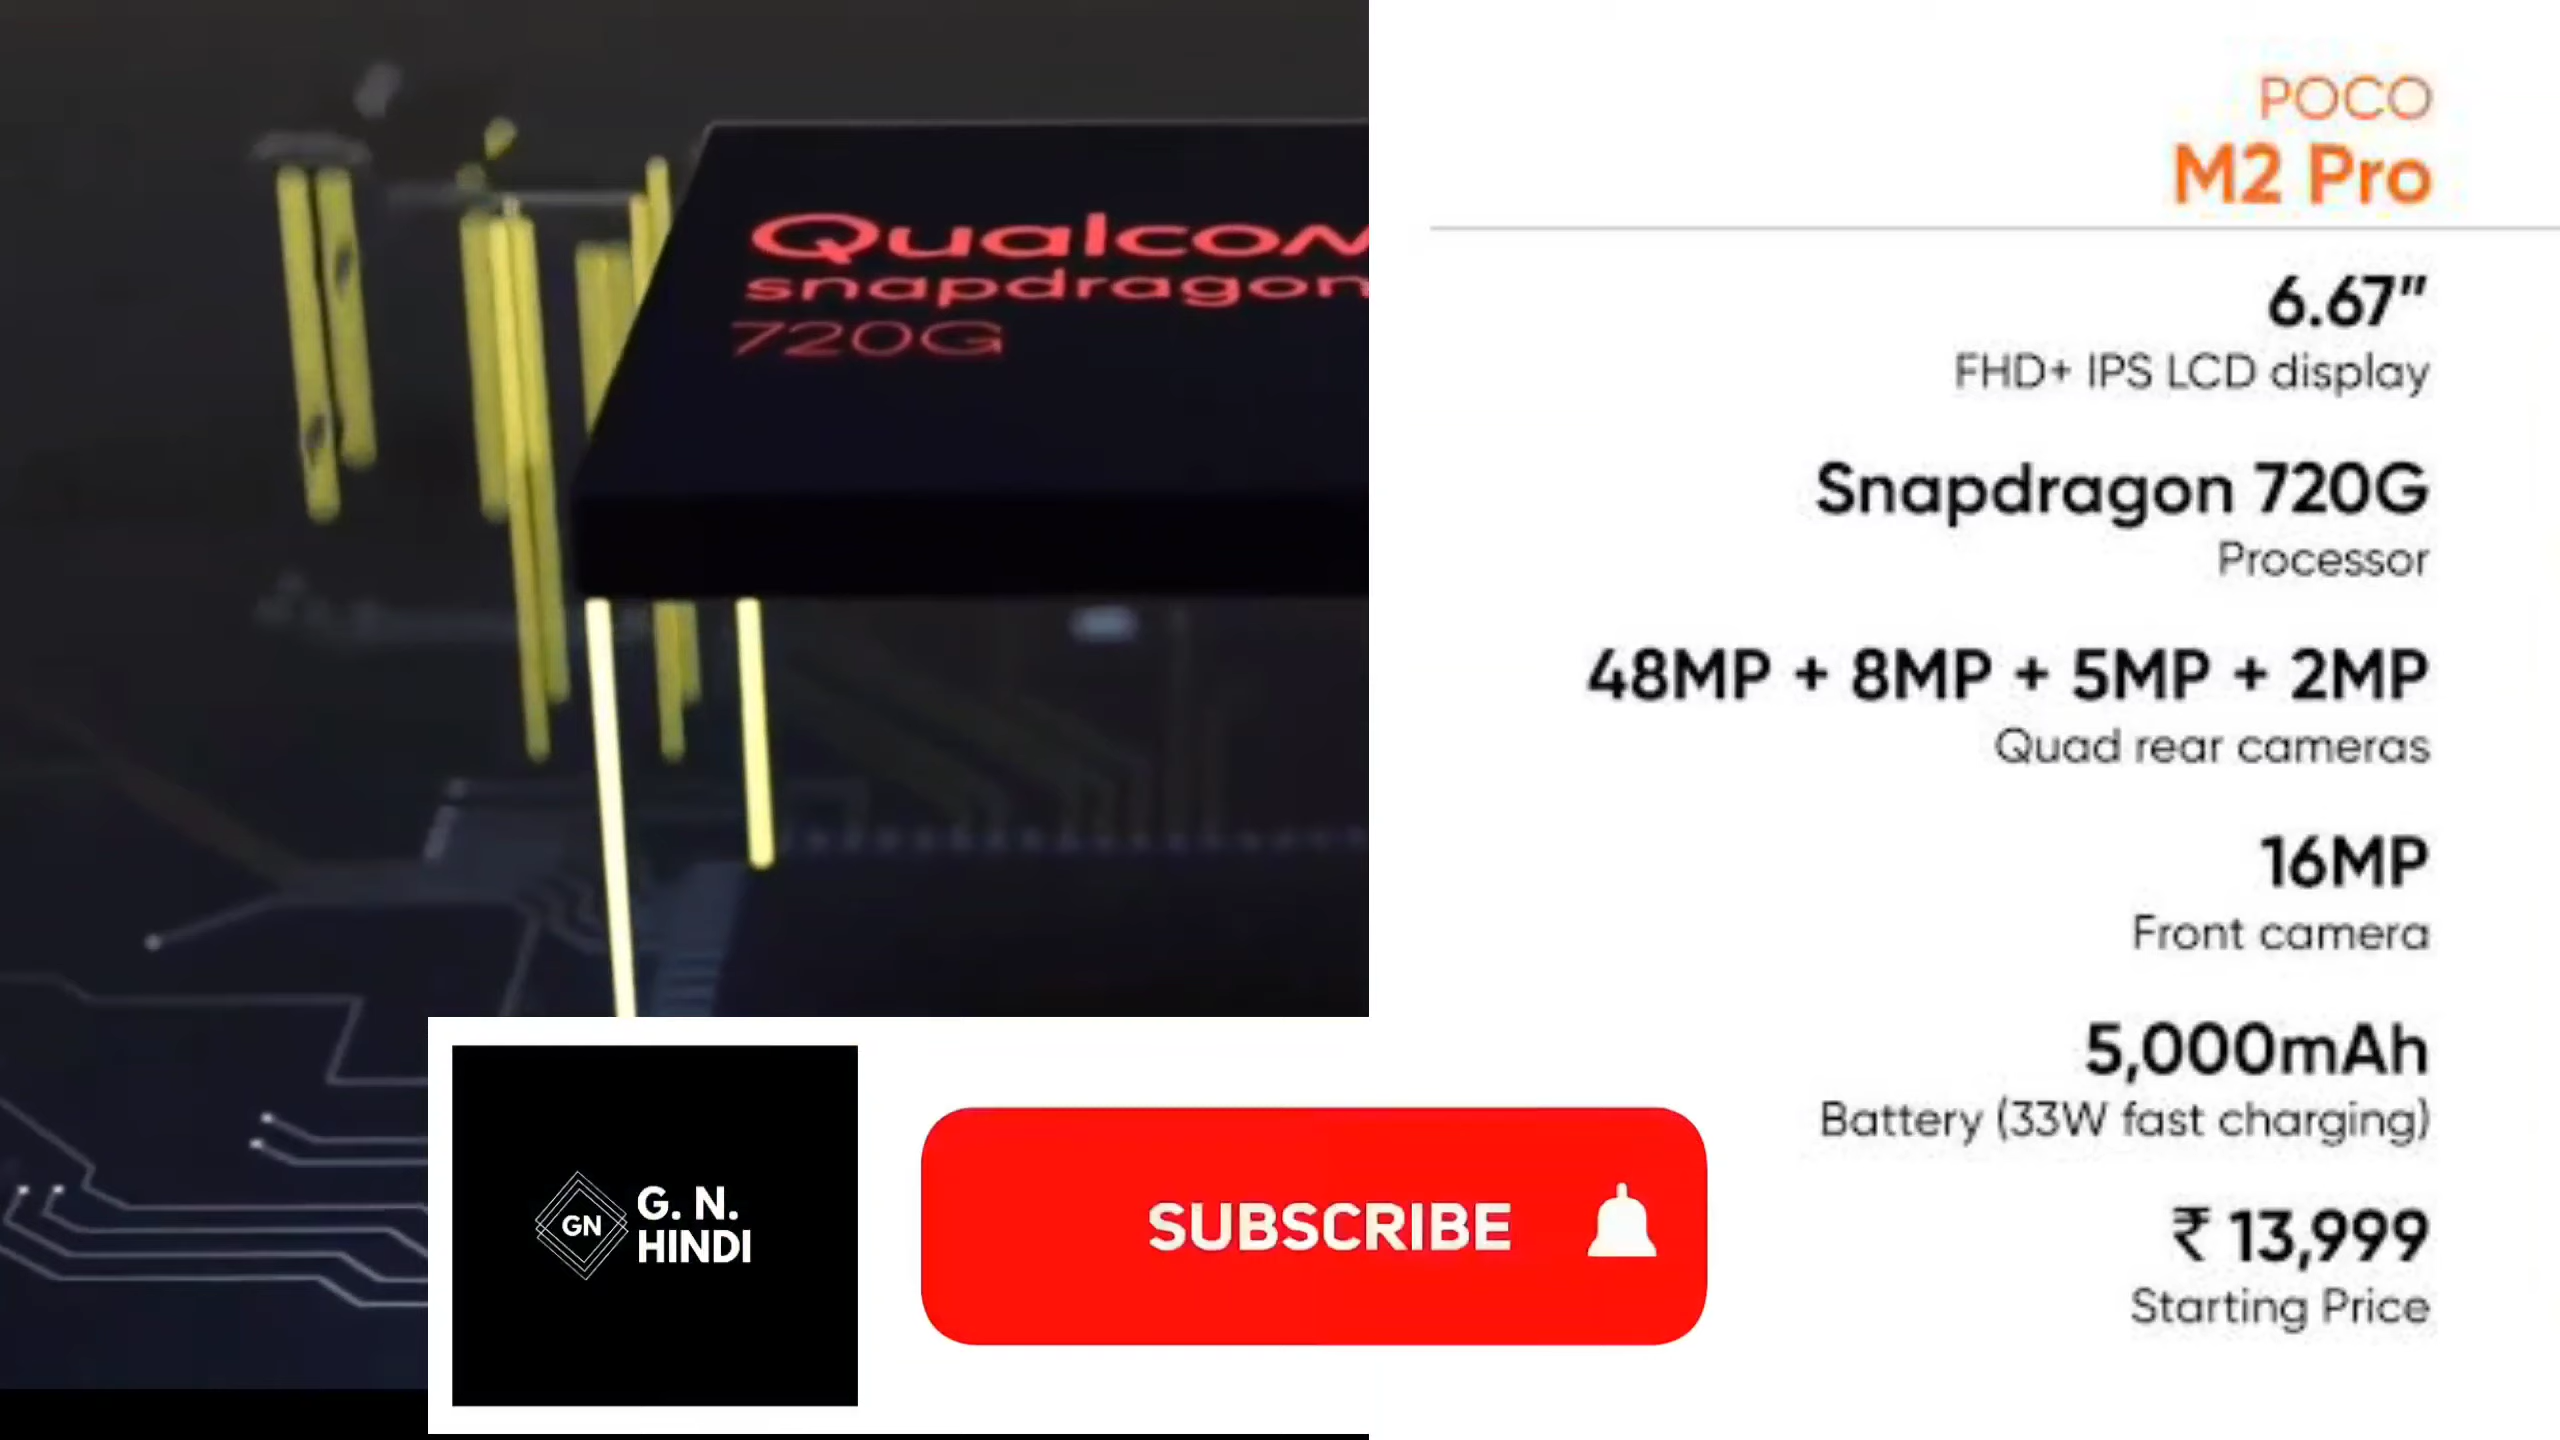 Qualcom
snapdragon
720G
POCO
M2 Pro
6.67”
FHD+ IPS LCD display
Snapdragon 720G
Processor
48MP + 8MP + 5MP + 2MP
Quad rear cameras
16MP
Front camera
5,000mAh
Battery (33W fast charging)
₹ 13,999
Starting Price
GN
G. N.
HINDI
SUBSCRIBE